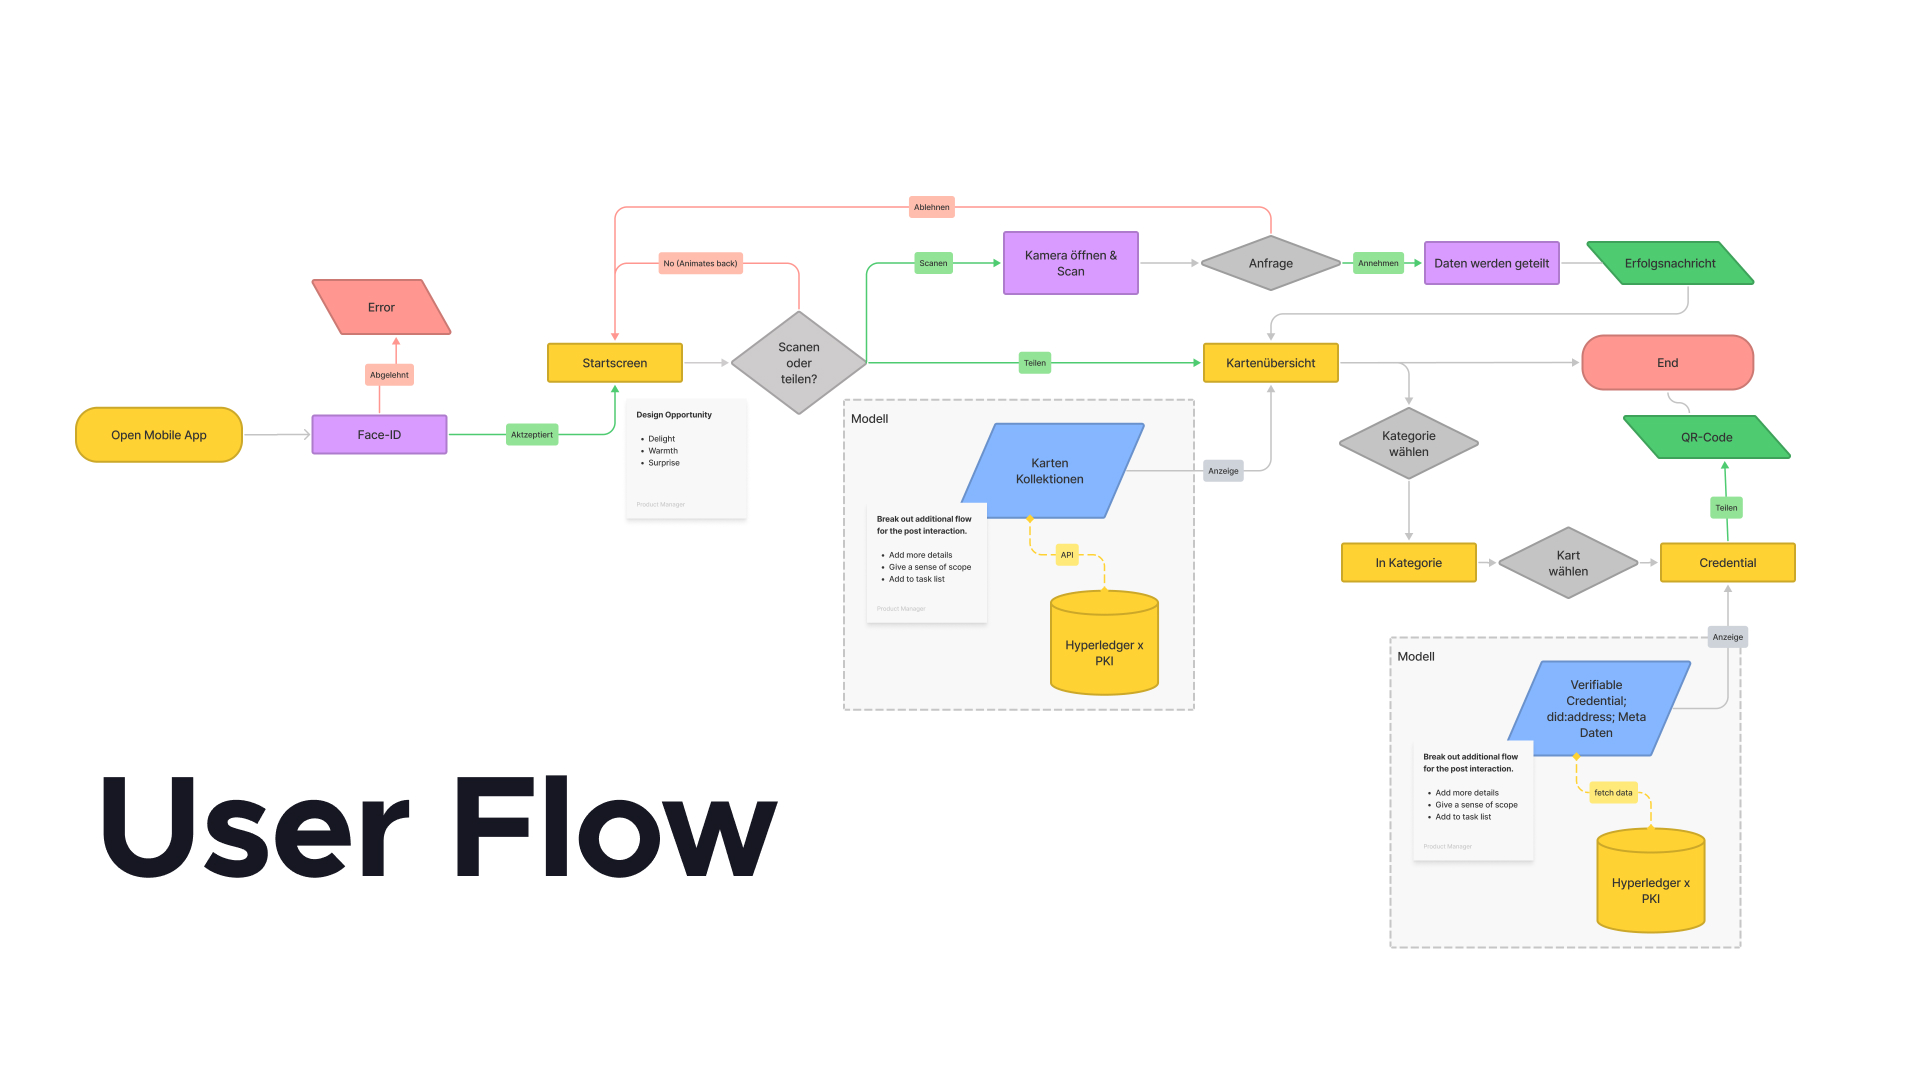 Ablehnen
No (Animates back)
Scanen
Kamera öffnen &
Scan
Anfrage
Annehmen
Daten werden geteilt
Erfolgsnachricht
Error
Abgelehnt
Startscreen
Scanen
oder
teilen?
Teilen
Kartenübersicht
End
Open Mobile App
Face-ID
Aktzeptiert
Design Opportunity
• Delight
• Warmth
• Surprise
Product Manager
Modell
Karten
Kollektionen
Anzeige
Break out additional flow
for the post interaction.
• Add more details
• Give a sense of scope
• Add to task list
Product Manager
API
Hyperledger x
PKI
Kategorie
wählen
QR-Code
Teilen
In Kategorie
Kart
wählen
Credential
Anzeige
Modell
Verifiable
Credential;
did:address; Meta
Daten
Break out additional flow
for the post interaction.
• Add more details
• Give a sense of scope
• Add to task list
Product Manager
fetch data
Hyperledger x
PKI
User Flow